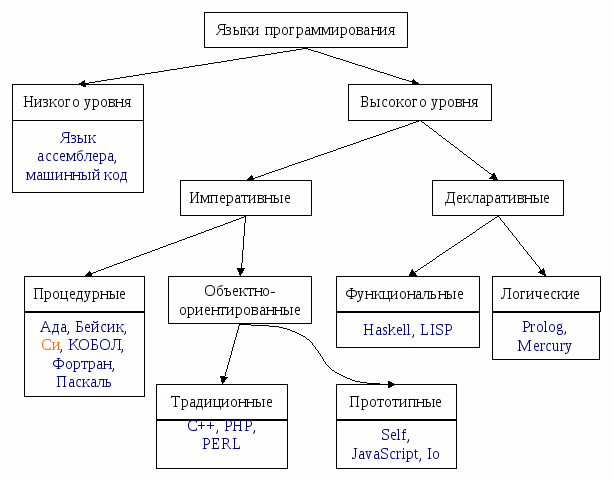 Языки программирования
Низкого уровня
Высокого уровня
Язык
ассемблера,
машинный код
Императивные
Декларативные
Процедурные
Объектно-
ориентированные
Функциональные
Логические
Ада, Бейсик,
Си, КОБОЛ,
Фортран,
Паскаль
Haskell, LISP
Prolog,
Mercury
Традиционные
Прототипные
C++, PHP,
PERL
Self,
JavaScript, Io